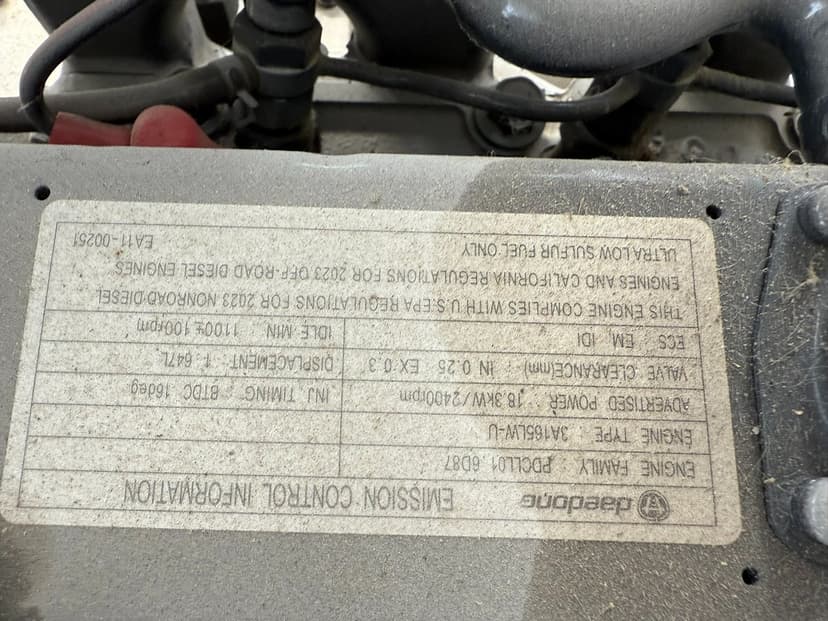 daedong EMISSION CONTROL INFORMATION
ENGINE FAMILY : PDCLL01.6D87
ENGINE TYPE : 3A165LW-U
ADVERTISED POWER : 18.3kW/2400rpm INJ TIMING : BTDC 16deg
VALVE CLEARANCE(mm) : IN 0.25 EX 0.3 DISPLACEMENT : 1.647L
ECS : EM, IDI IDLE MIN. 1100±100rpm
THIS ENGINE COMPLIES WITH U.S.EPA REGULATIONS FOR 2023 NONROAD DIESEL
ENGINES AND CALIFORNIA REGULATIONS FOR 2023 OFF-ROAD DIESEL ENGINES
ULTRA LOW SULFUR FUEL ONLY EA11-00251